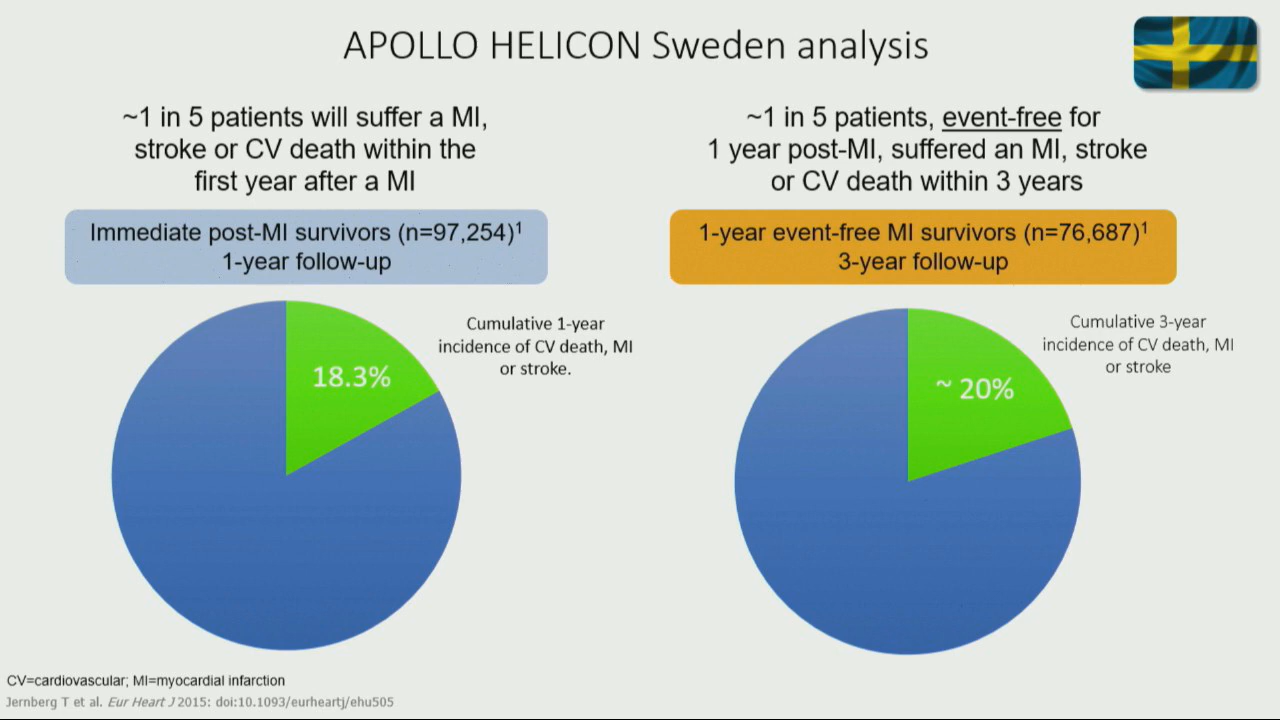 APOLLO HELICON Sweden analysis
~1 in 5 patients will suffer a MI,
stroke or CV death within the
first year after a MI
Immediate post-MI survivors (n=97,254)¹
1-year follow-up
Cumulative 1-year
incidence of CV death, MI
or stroke.
18.3%
~1 in 5 patients, event-free for
1 year post-MI, suffered an MI, stroke
or CV death within 3 years
1-year event-free MI survivors (n=76,687)¹
3-year follow-up
Cumulative 3-year
incidence of CV death, MI
or stroke
~ 20%
CV=cardiovascular; MI=myocardial infarction
Jernberg T et al. Eur Heart J 2015: doi:10.1093/eurheartj/ehu505